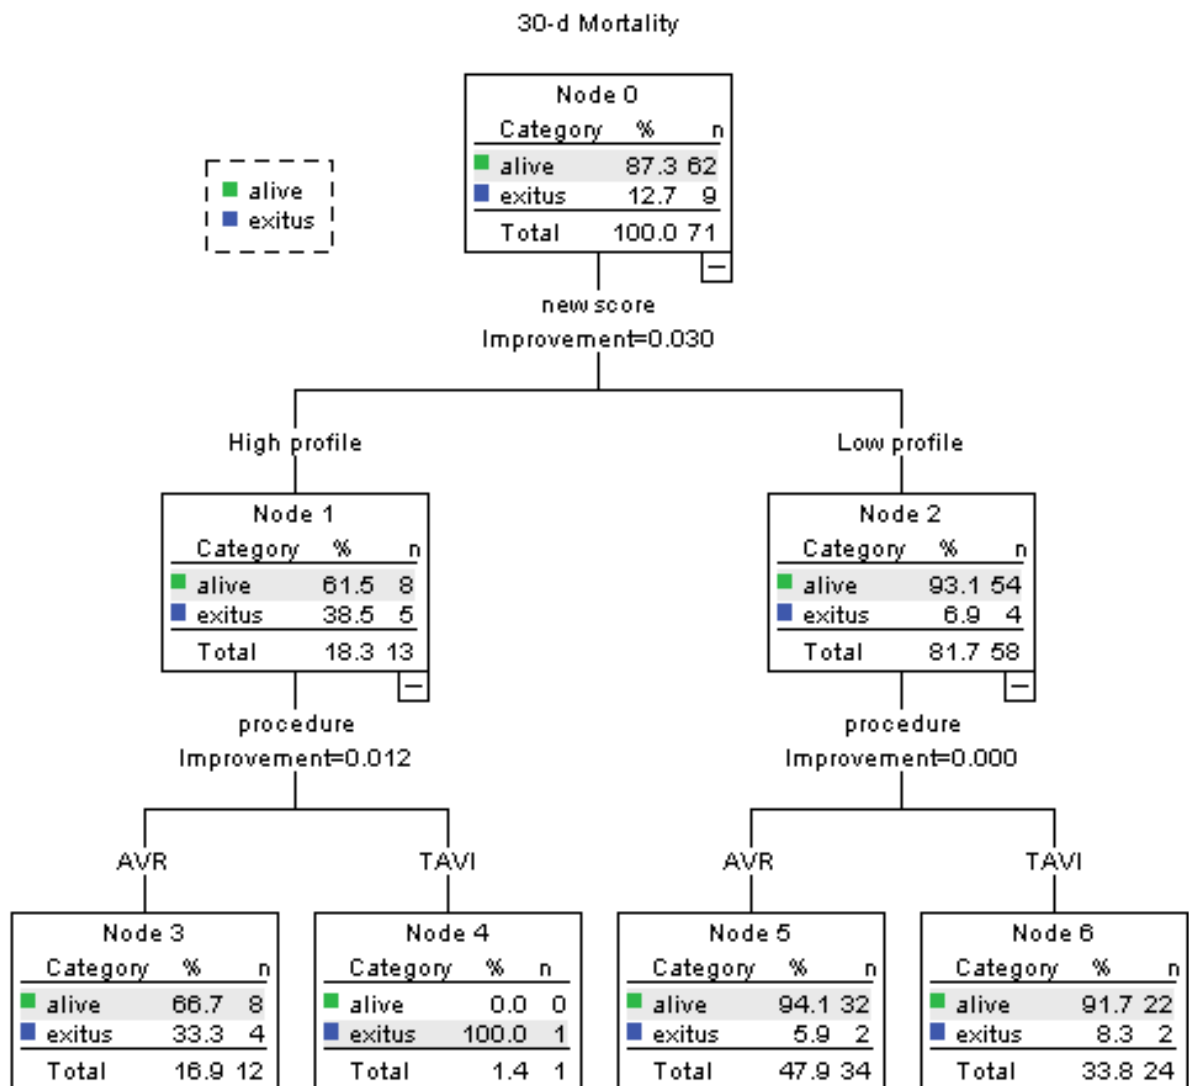 30-d Mortality
Node 0
Category % n
alive 87.3 62
exitus 12.7 9
Total 100.0 71
alive
exitus
new score
Improvement=0.030
High profile
Low profile
Node 1
Category % n
alive 61.5 8
exitus 38.5 5
Total 18.3 13
Node 2
Category % n
alive 93.1 54
exitus 6.9 4
Total 81.7 58
procedure
Improvement=0.012
procedure
Improvement=0.000
AVR
TAVI
AVR
TAVI
Node 3
Category % n
alive 66.7 8
exitus 33.3 4
Total 16.9 12
Node 4
Category % n
alive 0.0 0
exitus 100.0 1
Total 1.4 1
Node 5
Category % n
alive 94.1 32
exitus 5.9 2
Total 47.9 34
Node 6
Category % n
alive 91.7 22
exitus 8.3 2
Total 33.8 24